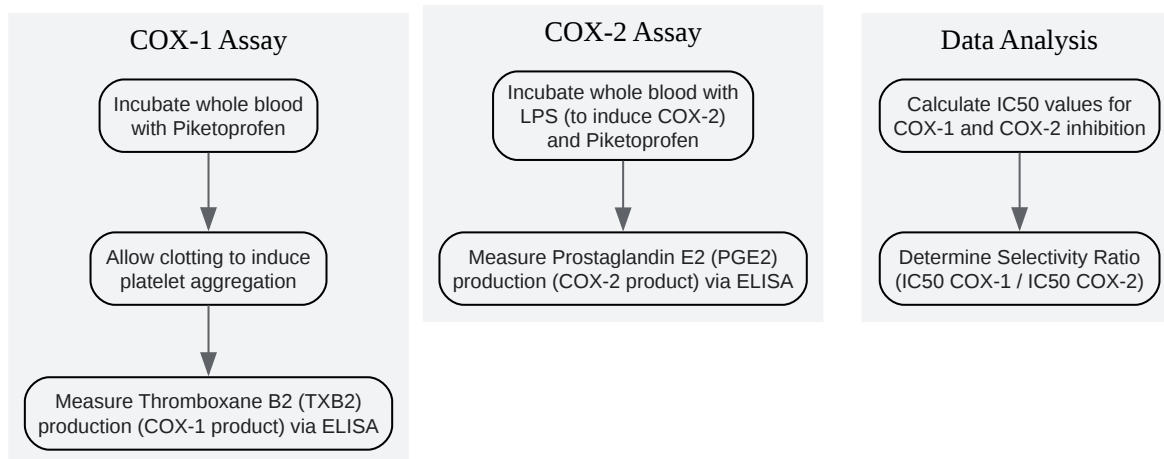 COX-1 Assay
Incubate whole blood
with Piketoprofen
Allow clotting to induce
platelet aggregation
Measure Thromboxane B2 (TXB2)
production (COX-1 product) via ELISA
COX-2 Assay
Incubate whole blood with
LPS (to induce COX-2)
and Piketoprofen
Measure Prostaglandin E2 (PGE2)
production (COX-2 product) via ELISA
Data Analysis
Calculate IC50 values for
COX-1 and COX-2 inhibition
Determine Selectivity Ratio
(IC50 COX-1 / IC50 COX-2)